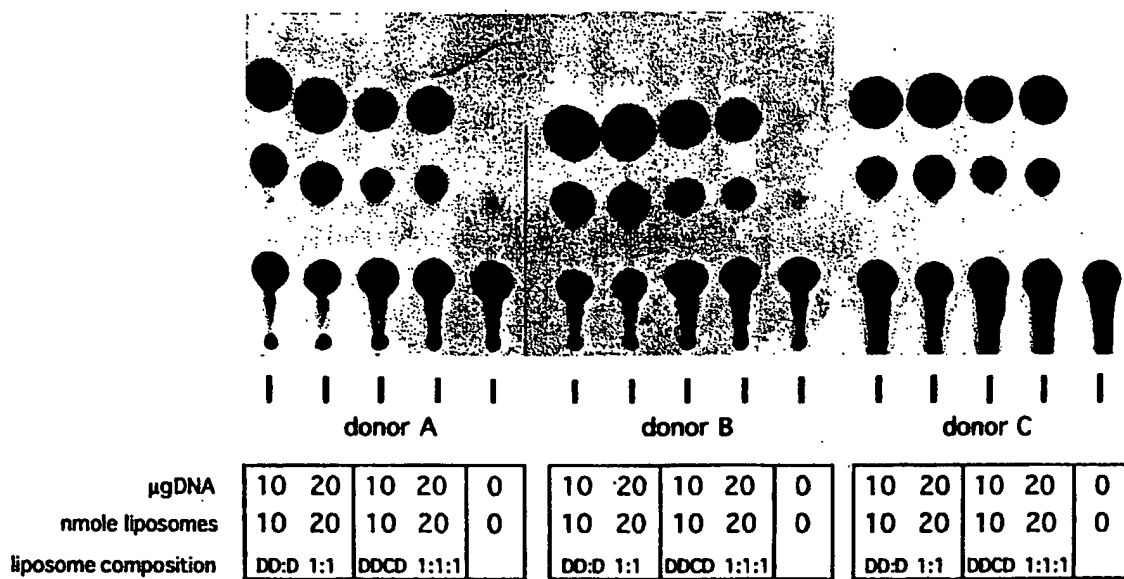 donor A donor B donor C
µgDNA 10 20 10 20 0 10 20 10 20 0 10 20 10 20 0
nmole liposomes 10 20 10 20 0 10 20 10 20 0 10 20 10 20 0
liposome composition DD:D 1:1 DDCD 1:1:1 DD:D 1:1 DDCD 1:1:1 DD:D 1:1 DDCD 1:1:1